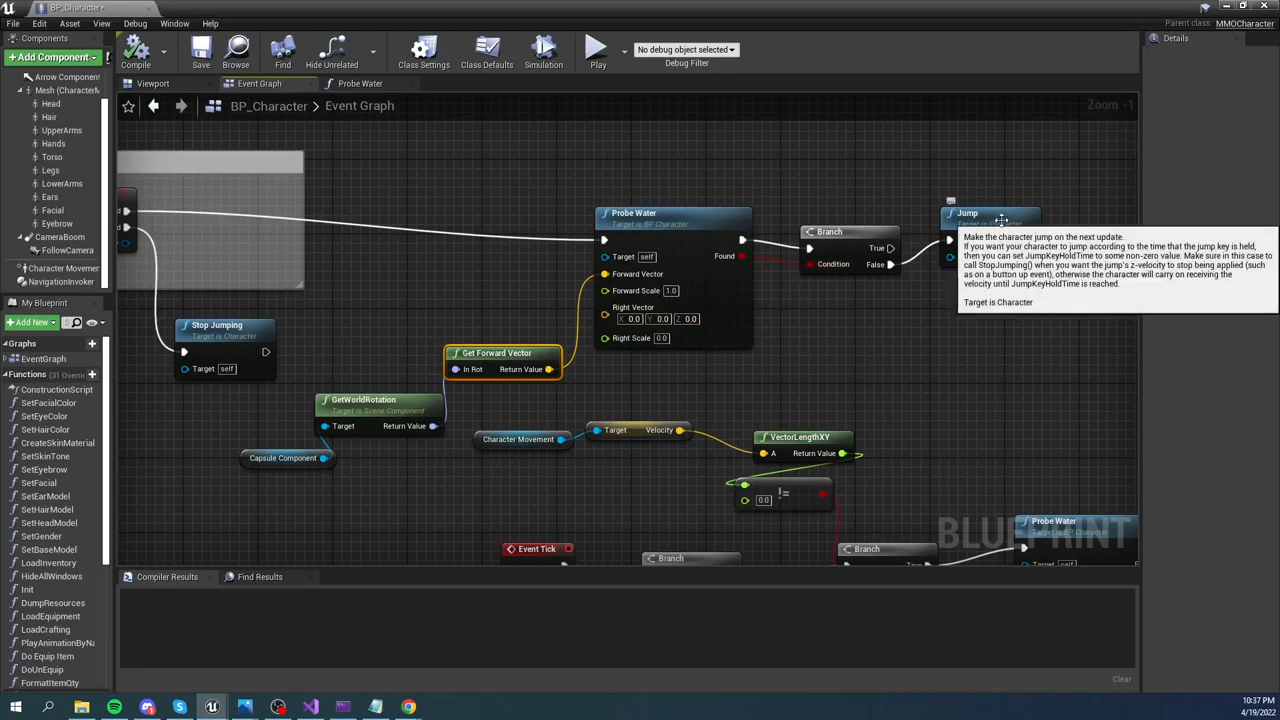 BP_Character*
Parent class: MMOCharacter
File Edit Asset View Debug Window Help
Components
Details
+ Add Component
Compile Save Browse Find Hide Unrelated Class Settings Class Defaults Simulation Play
No debug object selected
Debug Filter
Viewport Event Graph Probe Water
BP_Character > Event Graph
Zoom -1
Arrow Component
Mesh (CharacterM
Head
Hair
UpperArms
Hands
Torso
Legs
LowerArms
Ears
Facial
Eyebrow
CameraBoom
FollowCamera
Character Movemer
NavigationInvoker
My Blueprint
+ Add New
Graphs
EventGraph
Functions (31 Overri
ConstructionScript
SetFacialColor
SetEyeColor
SetHairColor
CreateSkinMaterial
SetSkinTone
SetEyebrow
SetFacial
SetEarModel
SetHairModel
SetHeadModel
SetGender
SetBaseModel
LoadInventory
HideAllWindows
Init
DumpResources
LoadEquipment
LoadCrafting
PlayAnimationByNa
Do Equip Item
DoUnEquip
FormatItemQty
Stop Jumping
Target is Character
Target self
Probe Water
Target is BP Character
Target self
Found
Forward Vector
Forward Scale 1.0
Right Vector
X 0.0 Y 0.0 Z 0.0
Right Scale 0.0
Branch
True
Condition False
Jump
Target is Character
Make the character jump on the next update.
If you want your character to jump according to the time that the jump key is held,
then you can set JumpKeyHoldTime to some non-zero value. Make sure in this case to
call StopJumping() when you want the jump's z-velocity to stop being applied (such
as on a button up event), otherwise the character will carry on receiving the
velocity until JumpKeyHoldTime is reached.
Target is Character
Get Forward Vector
In Rot Return Value
GetWorldRotation
Target is Scene Component
Target Return Value
Capsule Component
Character Movement
Target Velocity
VectorLengthXY
A Return Value
0.0 !=
Event Tick
Branch
Branch
True
Probe Water
Target is BP Character
Target self
BLUEPRINT
Compiler Results Find Results
Clear
10:37 PM
4/19/2022